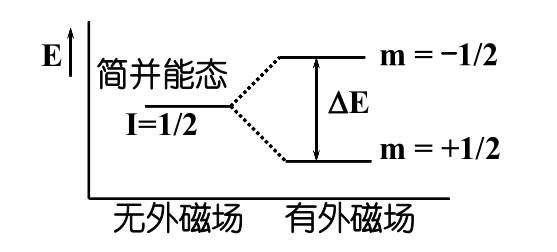 E
简并能态
I=1/2
m = −1/2
ΔE
m = +1/2
无外磁场
有外磁场